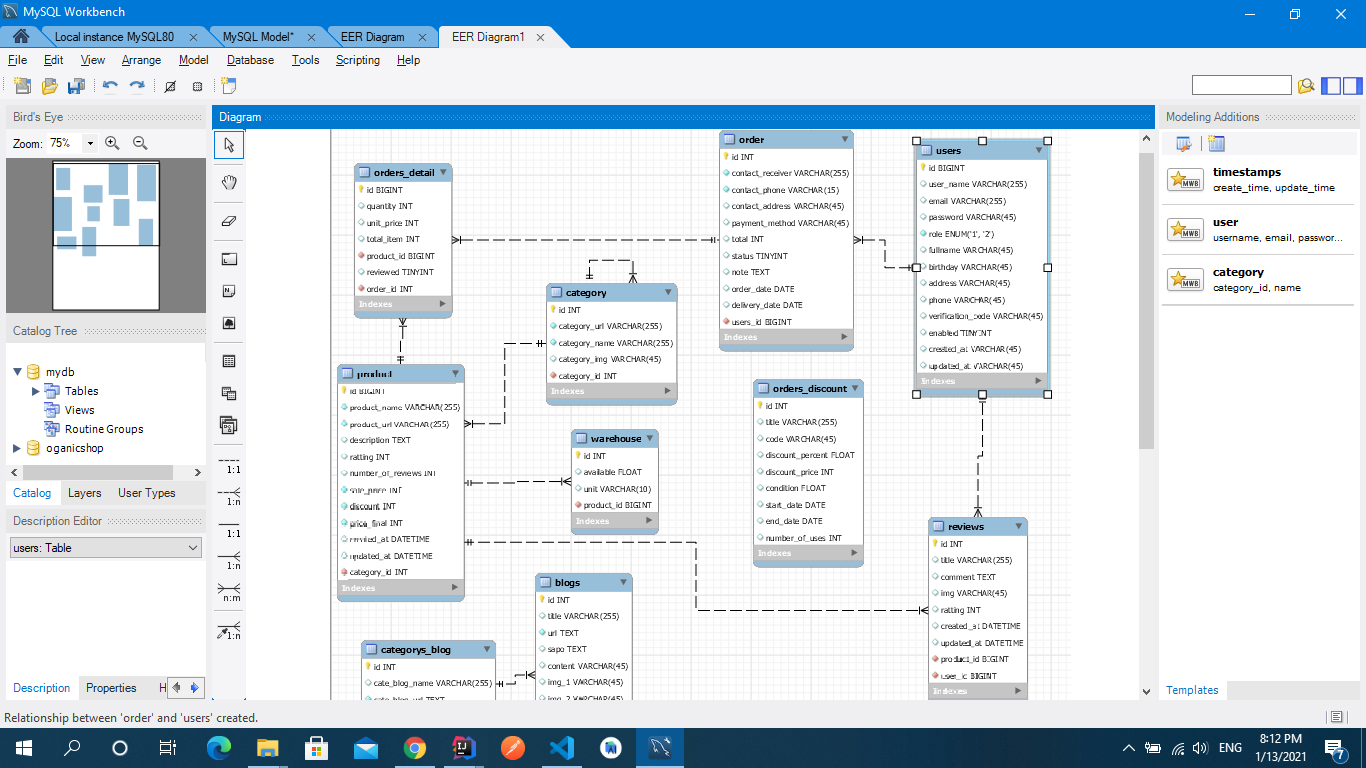 MySQL Workbench
Local instance MySQL80
MySQL Model*
EER Diagram
EER Diagram1
File Edit View Arrange Model Database Tools Scripting Help
Bird's Eye
Zoom: 75%
Catalog Tree
mydb
Tables
Views
Routine Groups
oganicshop
Catalog Layers User Types
Description Editor
users: Table
Description Properties H
Diagram
1:1
1:n
1:1
1:n
n:m
1:n
orders_detail
id BIGINT
quantity INT
unit_price INT
total_item INT
product_id BIGINT
reviewed TINYINT
order_id INT
Indexes
order
id INT
contact_receiver VARCHAR(255)
contact_phone VARCHAR(15)
contact_address VARCHAR(45)
payment_method VARCHAR(45)
total INT
status TINYINT
note TEXT
order_date DATE
delivery_date DATE
users_id BIGINT
Indexes
users
id BIGINT
user_name VARCHAR(255)
email VARCHAR(255)
password VARCHAR(45)
role ENUM('1', '2')
fullname VARCHAR(45)
birthday VARCHAR(45)
address VARCHAR(45)
phone VARCHAR(45)
verification_code VARCHAR(45)
enabled TINYINT
created_at VARCHAR(45)
updated_at VARCHAR(45)
Indexes
category
id INT
category_url VARCHAR(255)
category_name VARCHAR(255)
category_img VARCHAR(45)
category_id INT
Indexes
product
id BIGINT
product_name VARCHAR(255)
product_url VARCHAR(255)
description TEXT
ratting INT
number_of_reviews INT
sale_price INT
discount INT
price_final INT
created_at DATETIME
updated_at DATETIME
category_id INT
Indexes
warehouse
id INT
available FLOAT
unit VARCHAR(10)
product_id BIGINT
Indexes
orders_discount
id INT
title VARCHAR(255)
code VARCHAR(45)
discount_percent FLOAT
discount_price INT
condition FLOAT
start_date DATE
end_date DATE
number_of_uses INT
Indexes
reviews
id INT
title VARCHAR(255)
comment TEXT
img VARCHAR(45)
ratting INT
created_at DATETIME
updated_at DATETIME
product_id BIGINT
user_id BIGINT
Indexes
blogs
id INT
title VARCHAR(255)
url TEXT
sapo TEXT
content VARCHAR(45)
img_1 VARCHAR(45)
img_2 VARCHAR(45)
categorys_blog
id INT
cate_blog_name VARCHAR(255)
cate_blog_url TEXT
Modeling Additions
timestamps
create_time, update_time
user
username, email, passwor...
category
category_id, name
MWB
MWB
MWB
Templates
Relationship between 'order' and 'users' created.
ENG
8:12 PM
1/13/2021
7